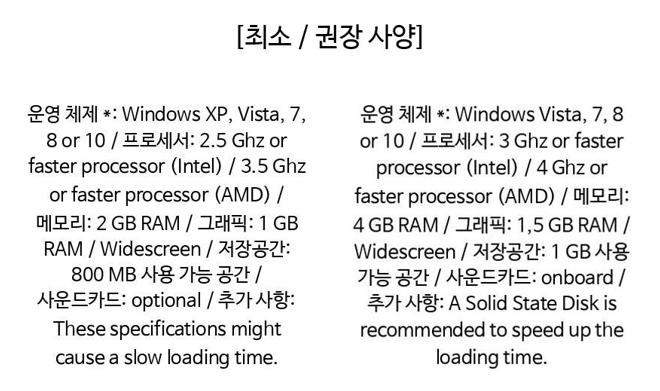 [최소 / 권장 사양]
운영 체제 *: Windows XP, Vista, 7,
8 or 10 / 프로세서: 2.5 Ghz or
faster processor (Intel) / 3.5 Ghz
or faster processor (AMD) /
메모리: 2 GB RAM / 그래픽: 1 GB
RAM / Widescreen / 저장공간:
800 MB 사용 가능 공간 /
사운드카드: optional / 추가 사항:
These specifications might
cause a slow loading time.
운영 체제 *: Windows Vista, 7, 8
or 10 / 프로세서: 3 Ghz or faster
processor (Intel) / 4 Ghz or
faster processor (AMD) / 메모리:
4 GB RAM / 그래픽: 1,5 GB RAM /
Widescreen / 저장공간: 1 GB 사용
가능 공간 / 사운드카드: onboard /
추가 사항: A Solid State Disk is
recommended to speed up the
loading time.